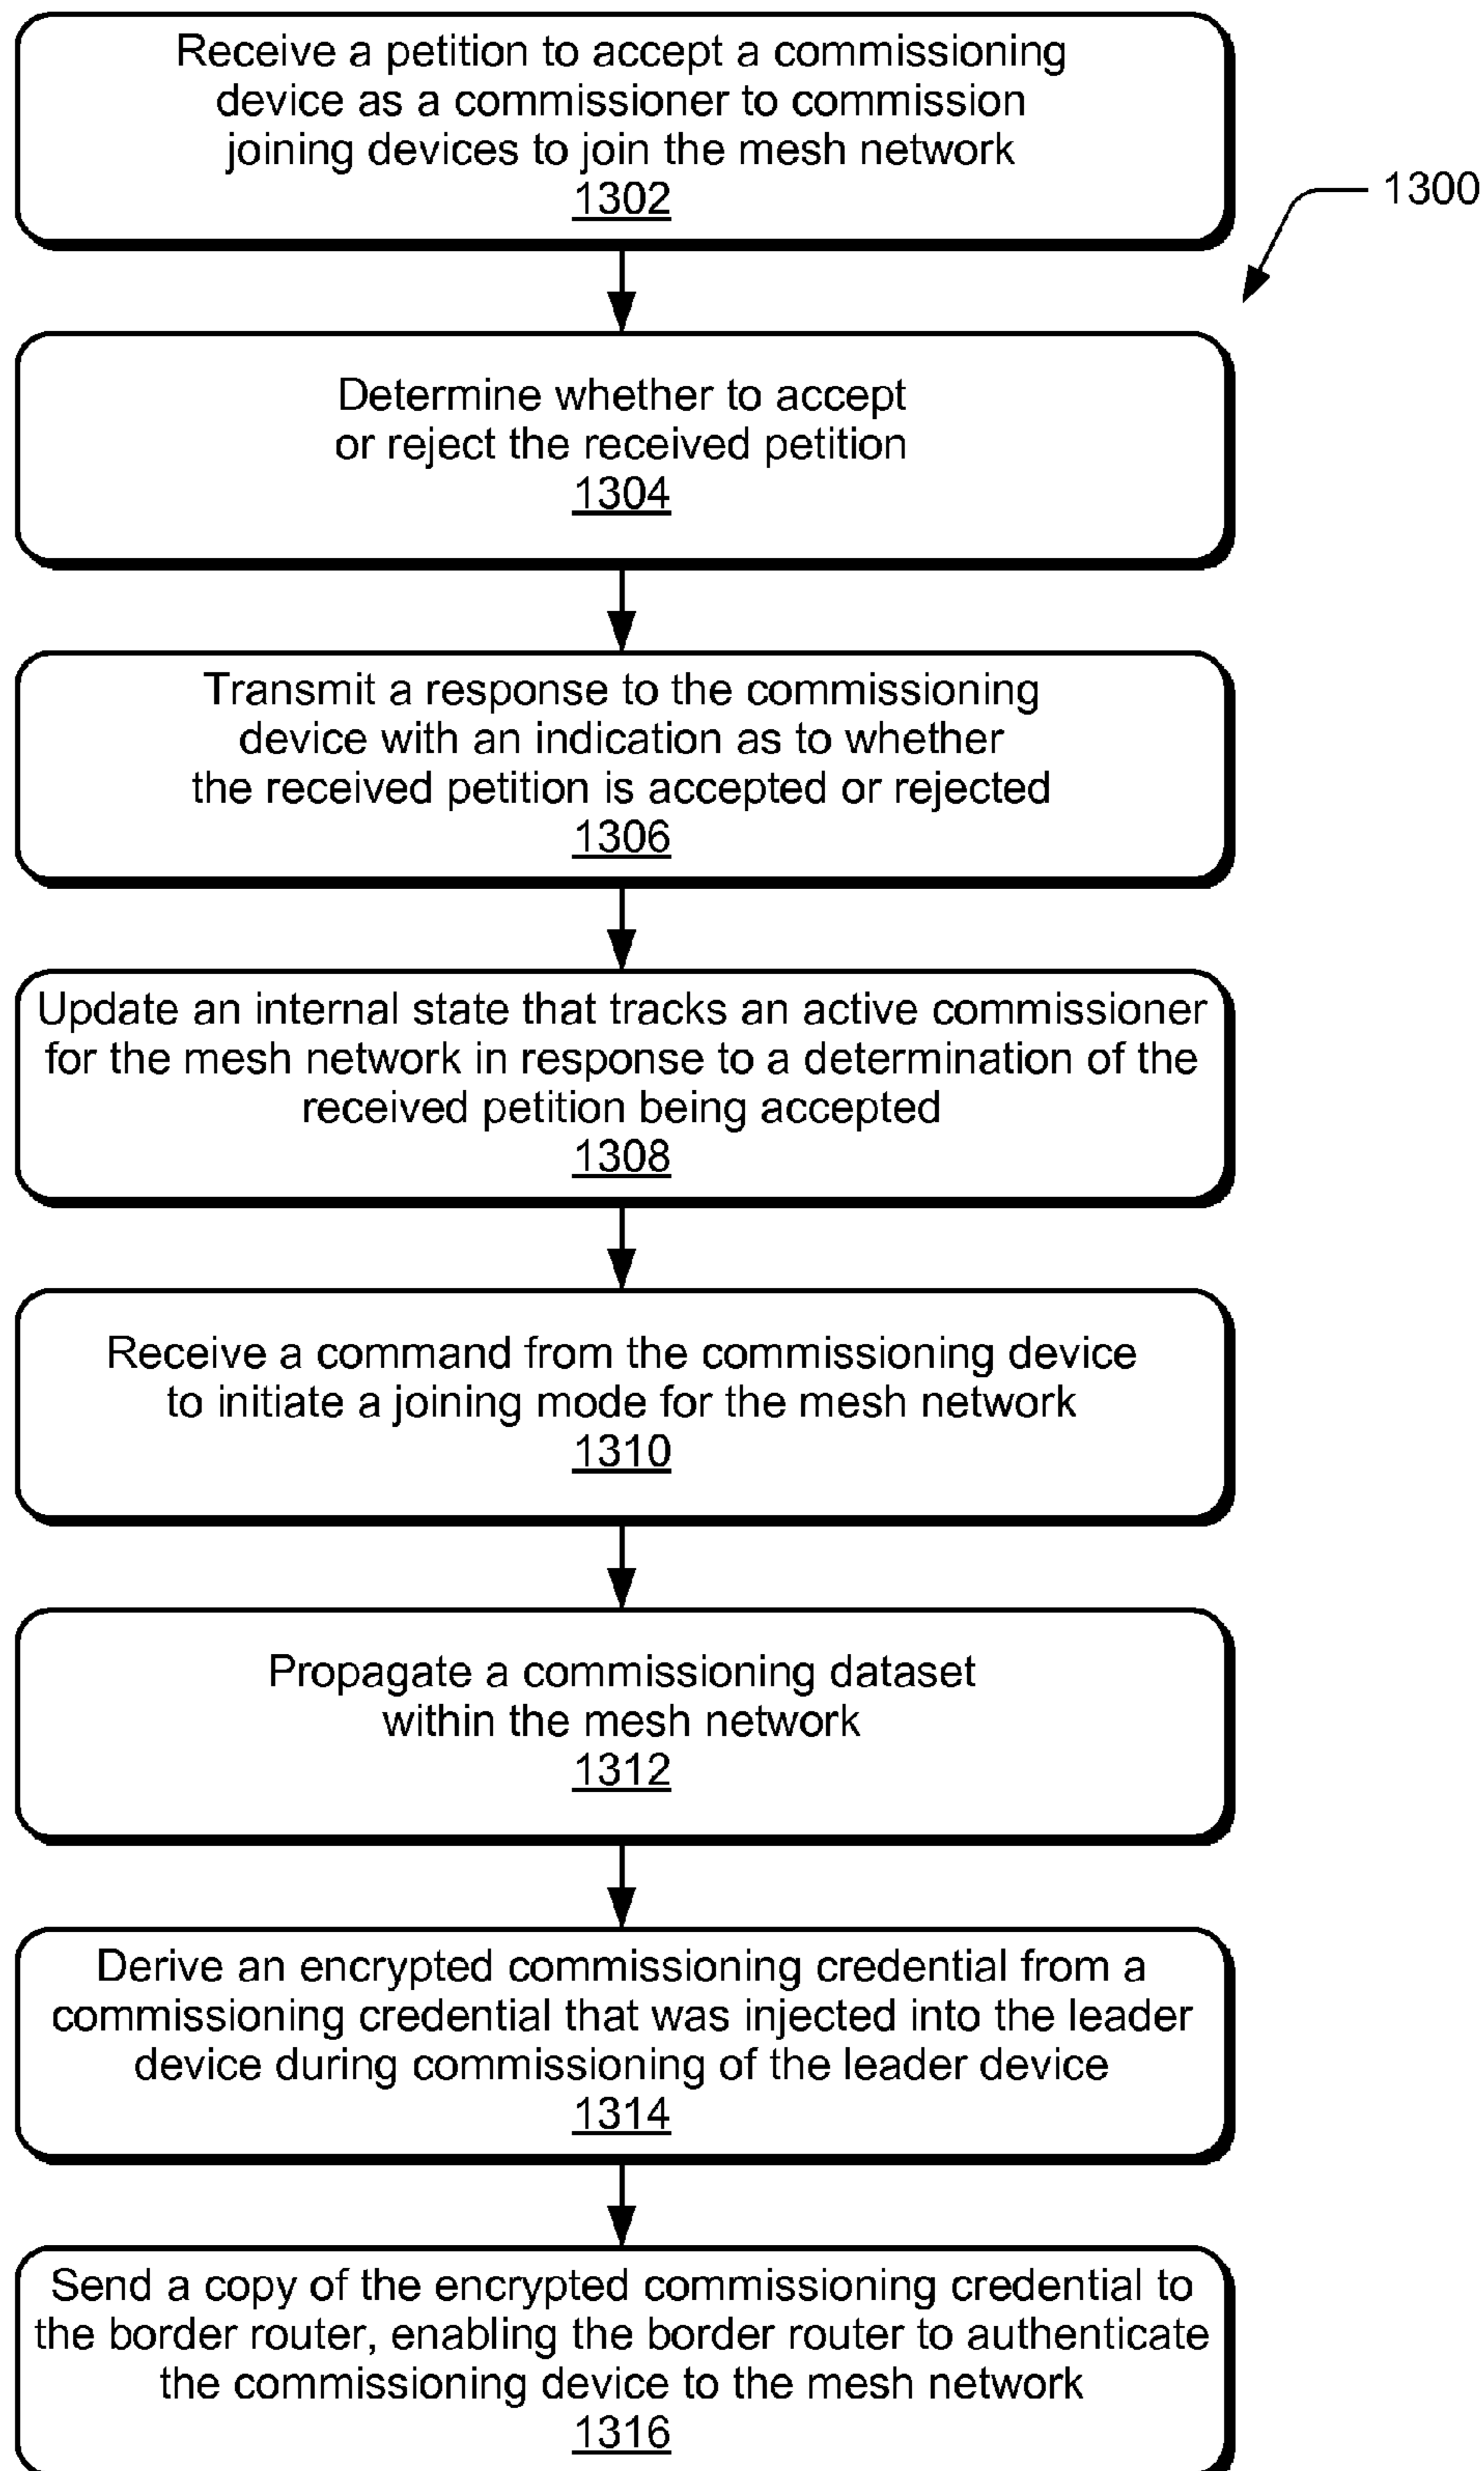 Receive a petition to accept a commissioning
device as a commissioner to commission
joining devices to join the mesh network
1302
1300
Determine whether to accept
or reject the received petition
1304
Transmit a response to the commissioning
device with an indication as to whether
the received petition is accepted or rejected
1306
Update an internal state that tracks an active commissioner
for the mesh network in response to a determination of the
received petition being accepted
1308
Receive a command from the commissioning device
to initiate a joining mode for the mesh network
1310
Propagate a commissioning dataset
within the mesh network
1312
Derive an encrypted commissioning credential from a
commissioning credential that was injected into the leader
device during commissioning of the leader device
1314
Send a copy of the encrypted commissioning credential to
the border router, enabling the border router to authenticate
the commissioning device to the mesh network
1316